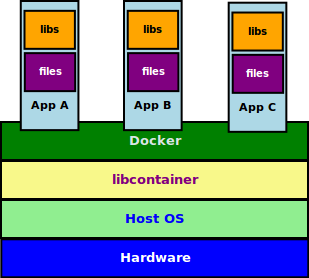 libs
files
App A
libs
files
App B
libs
files
App C
Docker
libcontainer
Host OS
Hardware